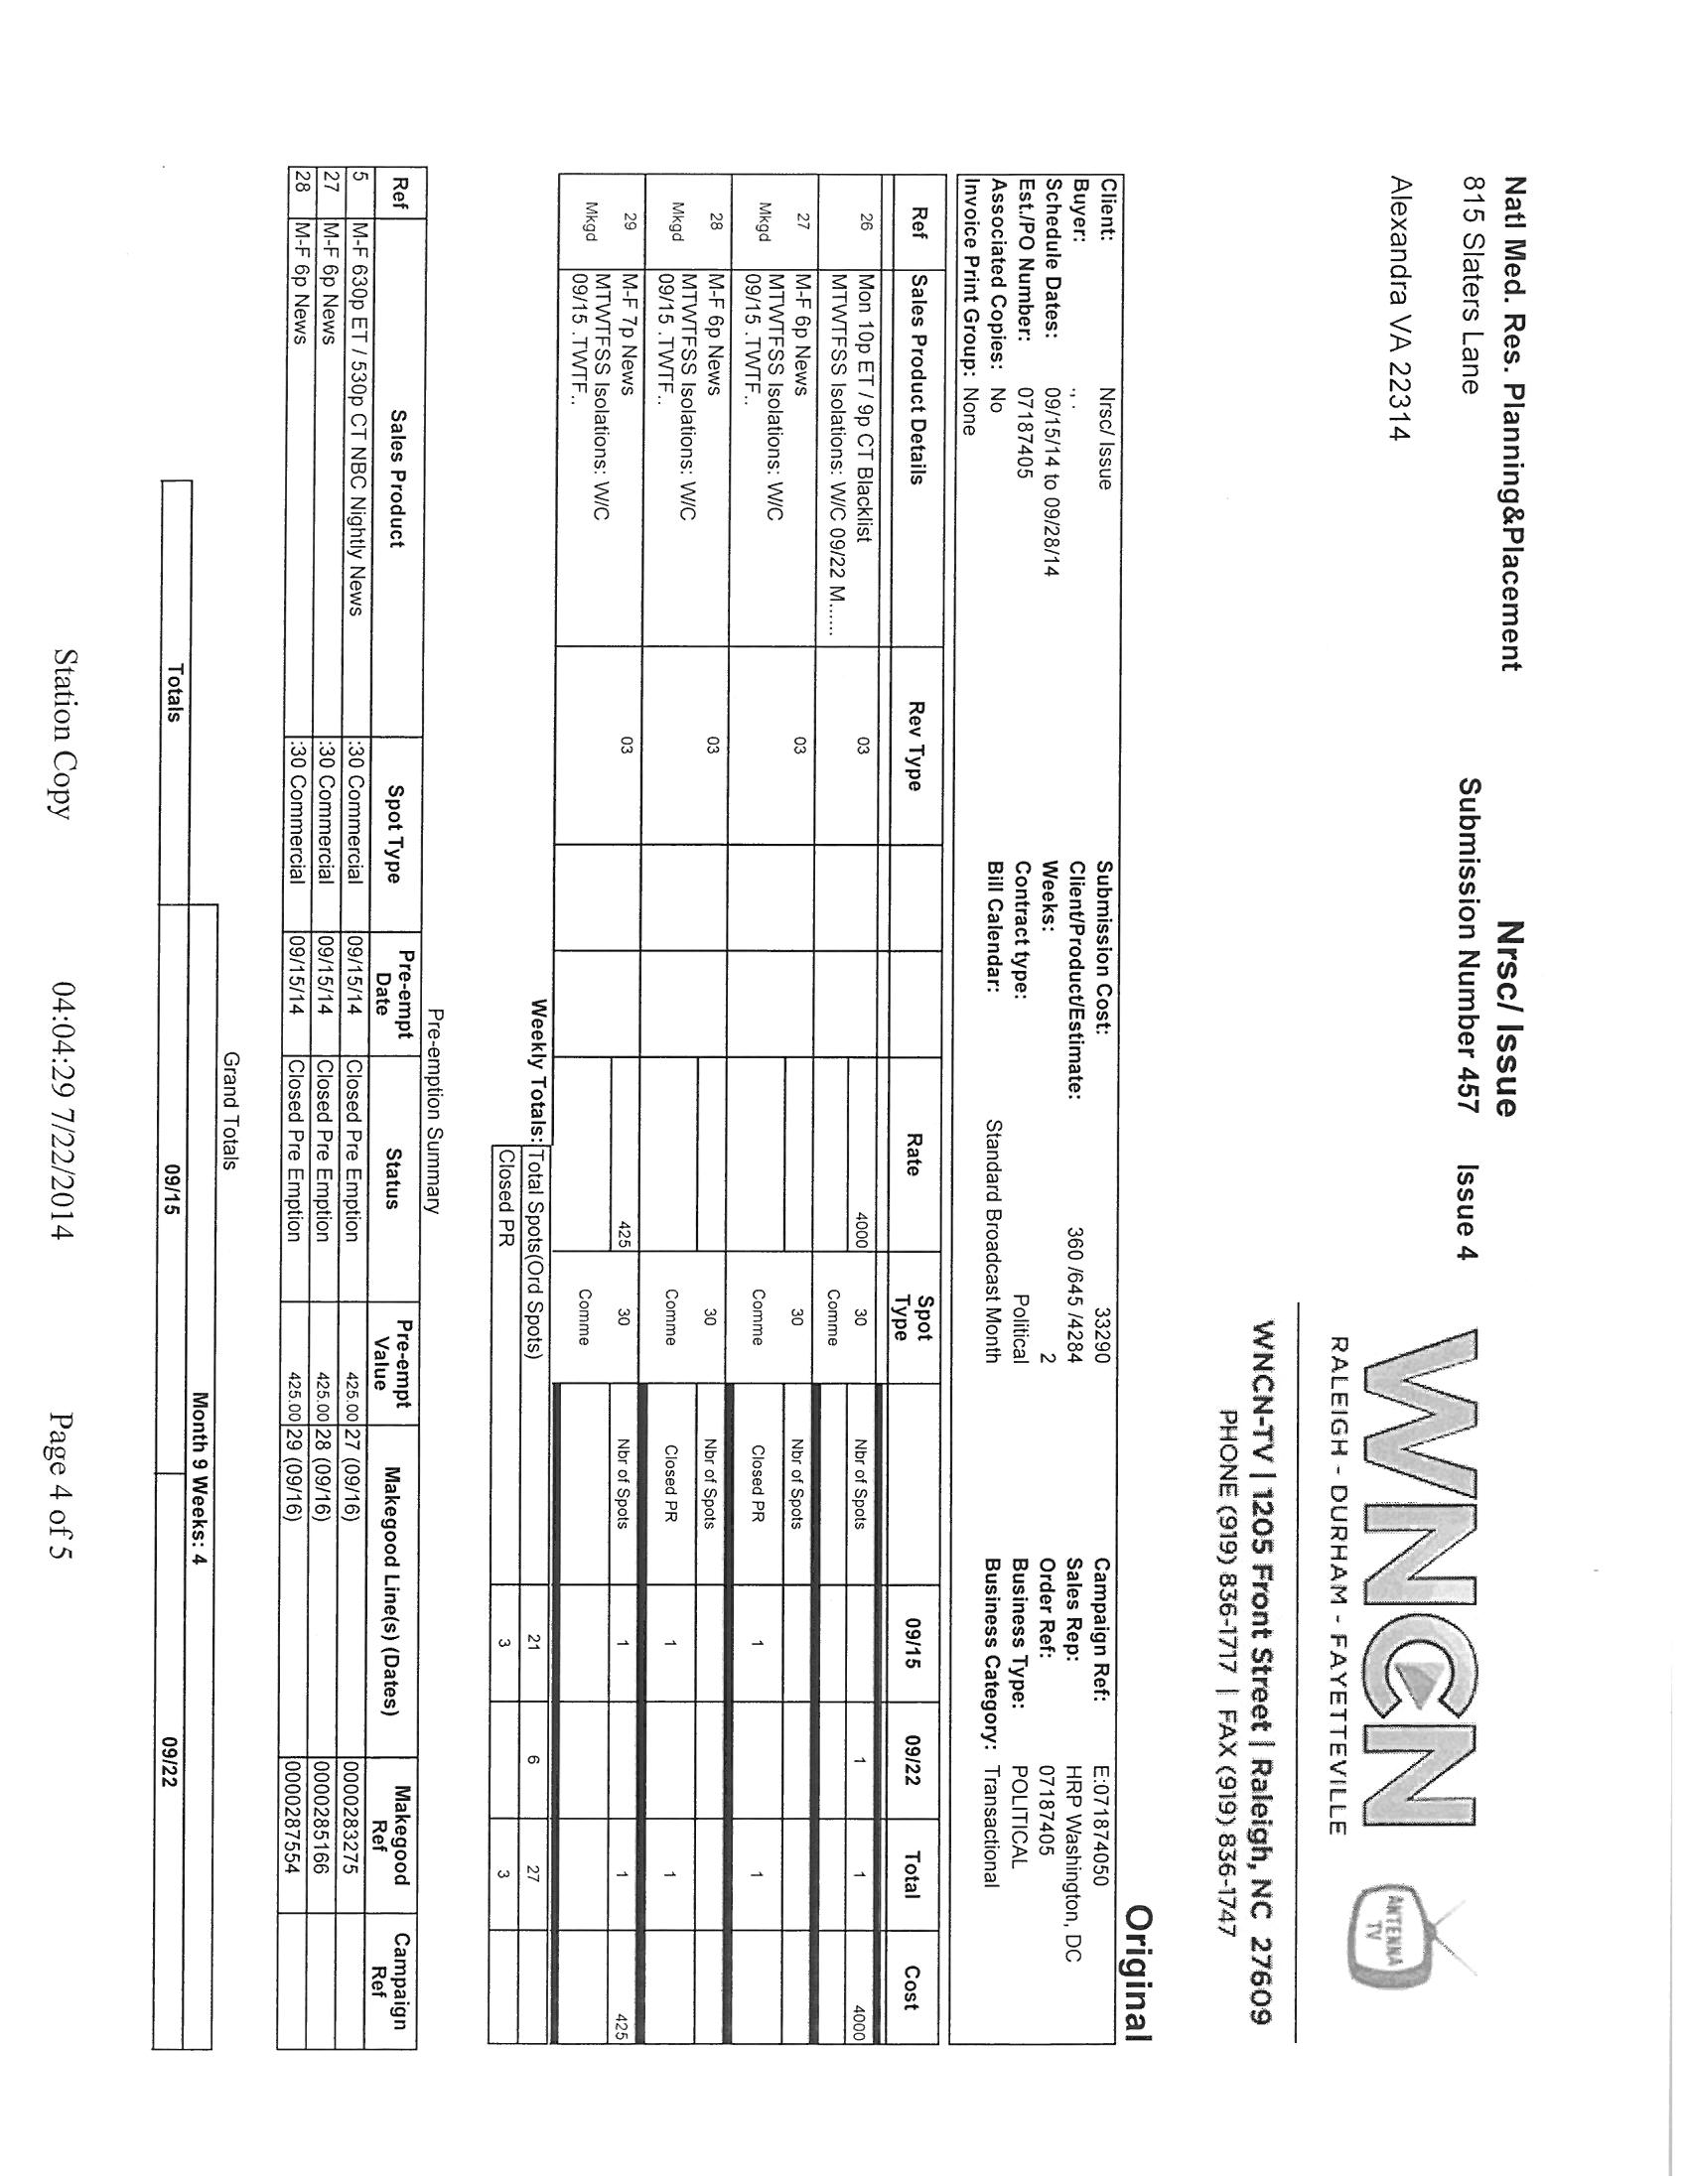 Natl Med. Res. Planning&Placement
815 Slaters Lane
Alexandra VA 22314
Nrsc/ Issue
Submission Number 457 Issue 4
WNCN
RALEIGH - DURHAM - FAYETTEVILLE
ANTENNA
TV
WNCN-TV | 1205 Front Street | Raleigh, NC 27609
PHONE (919) 836-1717 | FAX (919) 836-1747
Original
Client: Nrsc/ Issue Submission Cost: 33290 Campaign Ref: E:071874050
Buyer: , . Client/Product/Estimate: 360 /645 /4284 Sales Rep: HRP Washington, DC
Schedule Dates: 09/15/14 to 09/28/14 Weeks: 2 Order Ref: 07187405
Est./PO Number: 07187405 Contract type: Political Business Type: POLITICAL
Associated Copies: No Bill Calendar: Standard Broadcast Month Business Category: Transactional
Invoice Print Group: None
Ref Sales Product Details Rev Type Rate Spot Type 09/15 09/22 Total Cost
26 Mon 10p ET / 9p CT Blacklist 03 4000 30 Nbr of Spots 1 1 4000
MTWTFSS Isolations: W/C 09/22 M...... Comme
27 M-F 6p News 03 30 Nbr of Spots
MTWTFSS Isolations: W/C
Mkgd 09/15 .TWTF.. Comme Closed PR 1 1
28 M-F 6p News 03 30 Nbr of Spots
MTWTFSS Isolations: W/C
Mkgd 09/15 .TWTF.. Comme Closed PR 1 1
29 M-F 7p News 03 425 30 Nbr of Spots 1 1 425
MTWTFSS Isolations: W/C
Mkgd 09/15 .TWTF.. Comme
Weekly Totals: Total Spots(Ord Spots) 21 6 27
Closed PR 3 3
Pre-emption Summary
Ref Sales Product Spot Type Pre-empt Date Status Pre-empt Value Makegood Line(s) (Dates) Makegood Ref Campaign Ref
5 M-F 630p ET / 530p CT NBC Nightly News :30 Commercial 09/15/14 Closed Pre Emption 425.00 27 (09/16) 0000283275
27 M-F 6p News :30 Commercial 09/15/14 Closed Pre Emption 425.00 28 (09/16) 0000285166
28 M-F 6p News :30 Commercial 09/15/14 Closed Pre Emption 425.00 29 (09/16) 0000287554
Grand Totals
Month 9 Weeks: 4
Totals 09/15 09/22
Station Copy 04:04:29 7/22/2014 Page 4 of 5